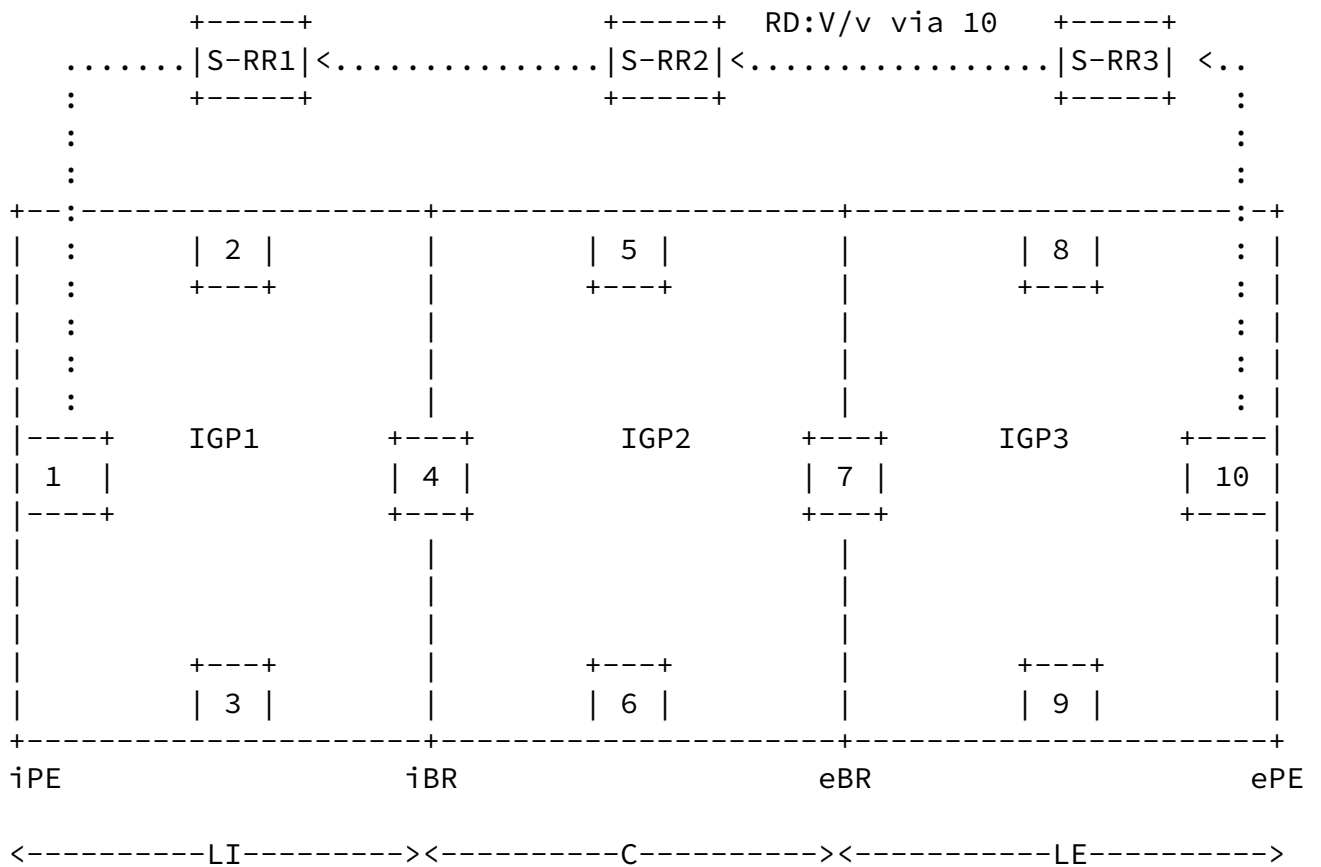 +-----+                 +-----+  RD:V/v via 10   +-----+
.......|S-RR1|<...............|S-RR2|<.................|S-RR3| <..
:      +-----+                 +-----+                  +-----+   :
:                                                                 :
:                                                                 :
+--:-------------------+----------------------+---------------------:-+
|  :      | 2 |        |        | 5 |         |         | 8 |       : |
|  :      +---+        |        +---+         |         +---+       : |
|  :                   |                      |                     : |
|  :                   |                      |                     : |
|  :                   |                      |                     : |
|----+    IGP1       +---+        IGP2      +---+      IGP3       +----|
| 1  |               | 4 |                  | 7 |                 | 10 |
|----+               +---+                  +---+                 +----|
|                      |                      |                       |
|                      |                      |                       |
|                      |                      |                       |
|         +---+        |        +---+         |         +---+         |
|         | 3 |        |        | 6 |         |         | 9 |         |
+----------------------+----------------------+-----------------------+
iPE                   iBR                    eBR                     ePE
<----------LI---------><----------C----------><-----------LE---------->